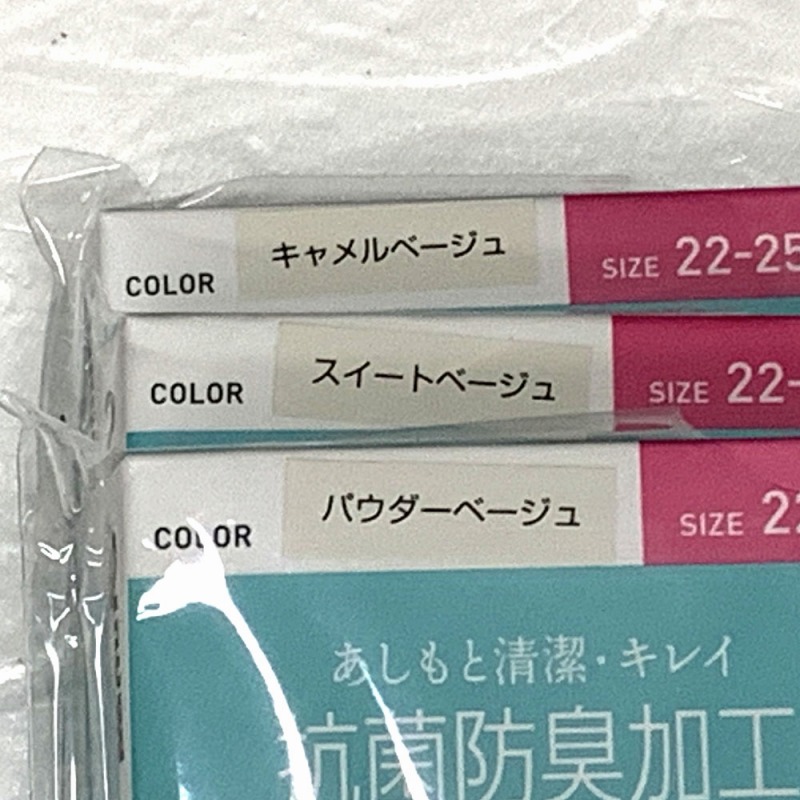 COLOR キャメルベージュ SIZE 22-25
COLOR スイートベージュ SIZE 22-
COLOR パウダーベージュ SIZE 22
あしもと清潔・キレイ
抗菌防臭加工